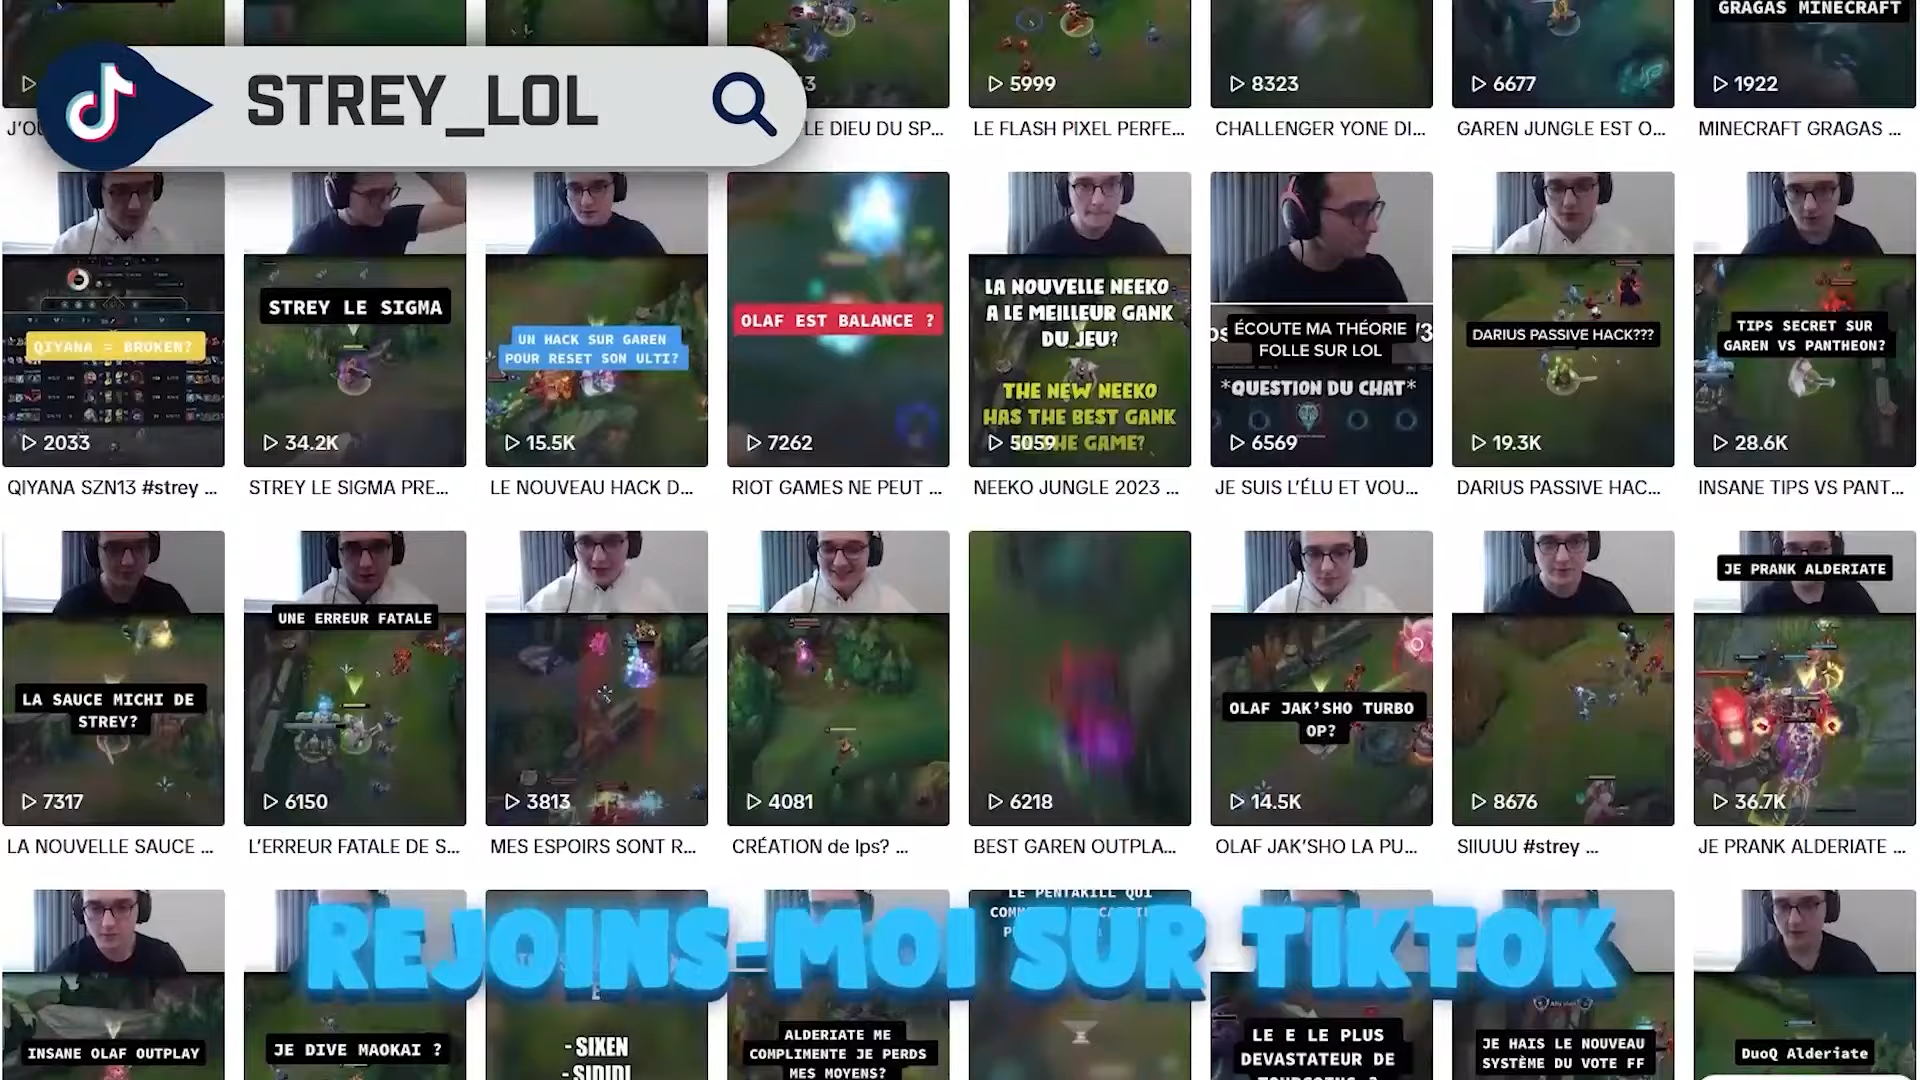 GRAGAS MINECRAFT
STREY_LOL
5999
8323
6677
1922
J'OU
LE DIEU DU SP...
LE FLASH PIXEL PERFE...
CHALLENGER YONE DI...
GAREN JUNGLE EST O...
MINECRAFT GRAGAS ...
QIYANA = BROKEN?
2033
STREY LE SIGMA
34.2K
UN HACK SUR GAREN
POUR RESET SON ULTI?
15.5K
OLAF EST BALANCE ?
7262
LA NOUVELLE NEEKO
A LE MEILLEUR GANK
DU JEU?
THE NEW NEEKO
HAS THE BEST GANK
THE GAME?
5059
ÉCOUTE MA THÉORIE
FOLLE SUR LOL
*QUESTION DU CHAT*
6569
DARIUS PASSIVE HACK???
19.3K
TIPS SECRET SUR
GAREN VS PANTHEON?
28.6K
QIYANA SZN13 #strey ...
STREY LE SIGMA PRE...
LE NOUVEAU HACK D...
RIOT GAMES NE PEUT ...
NEEKO JUNGLE 2023 ...
JE SUIS L'ÉLU ET VOU...
DARIUS PASSIVE HAC...
INSANE TIPS VS PANT...
LA SAUCE MICHI DE
STREY?
7317
UNE ERREUR FATALE
6150
3813
4081
6218
OLAF JAK'SHO TURBO
OP?
14.5K
8676
JE PRANK ALDERIATE
36.7K
LA NOUVELLE SAUCE ...
L'ERREUR FATALE DE S...
MES ESPOIRS SONT R...
CRÉATION de lps? ...
BEST GAREN OUTPLA...
OLAF JAK'SHO LA PU...
SIIUUU #strey ...
JE PRANK ALDERIATE ...
LE PENTAKILL QUI
REJOINS-MOI SUR TIKTOK
INSANE OLAF OUTPLAY
JE DIVE MAOKAI ?
- SIXEN
- SIDIDI
ALDERIATE ME
COMPLIMENTE JE PERDS
MES MOYENS?
LE E LE PLUS
DEVASTATEUR DE
TOURCOING ?
JE HAIS LE NOUVEAU
SYSTÈME DU VOTE FF
DuoQ Alderiate